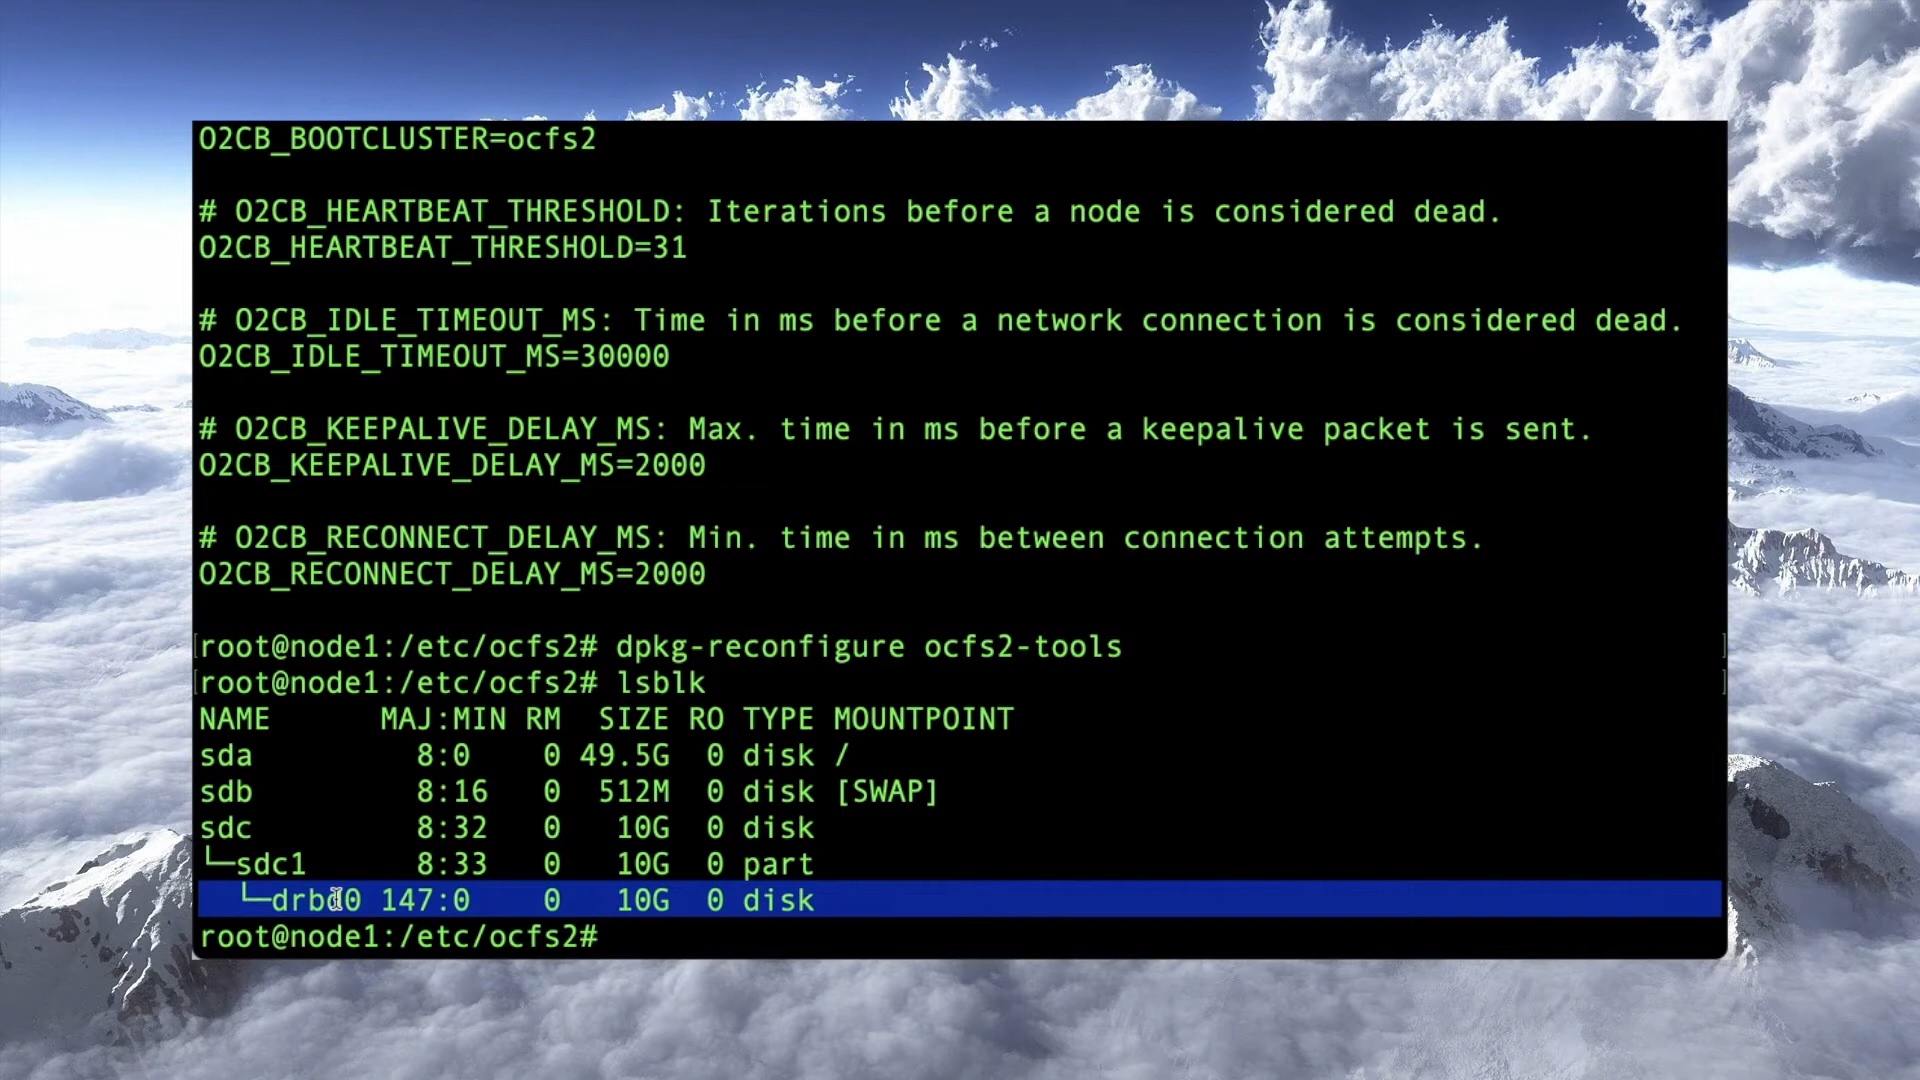 O2CB_BOOTCLUSTER=ocfs2
# O2CB_HEARTBEAT_THRESHOLD: Iterations before a node is considered dead.
O2CB_HEARTBEAT_THRESHOLD=31
# O2CB_IDLE_TIMEOUT_MS: Time in ms before a network connection is considered dead.
O2CB_IDLE_TIMEOUT_MS=30000
# O2CB_KEEPALIVE_DELAY_MS: Max. time in ms before a keepalive packet is sent.
O2CB_KEEPALIVE_DELAY_MS=2000
# O2CB_RECONNECT_DELAY_MS: Min. time in ms between connection attempts.
O2CB_RECONNECT_DELAY_MS=2000
[root@node1:/etc/ocfs2# dpkg-reconfigure ocfs2-tools ]
[root@node1:/etc/ocfs2# lsblk ]
NAME      MAJ:MIN RM  SIZE RO TYPE MOUNTPOINT
sda         8:0    0 49.5G  0 disk /
sdb         8:16   0  512M  0 disk [SWAP]
sdc         8:32   0   10G  0 disk
└─sdc1      8:33   0   10G  0 part
  └─drbd0 147:0    0   10G  0 disk
root@node1:/etc/ocfs2#